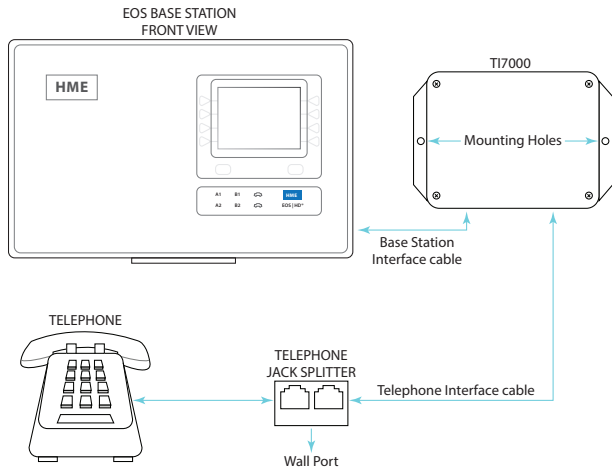 EOS BASE STATION
FRONT VIEW
HME
TI7000
Mounting Holes
A1 B1 HME
A2 B2 EOS|HD™
Base Station
Interface cable
TELEPHONE
TELEPHONE
JACK SPLITTER
Telephone Interface cable
Wall Port